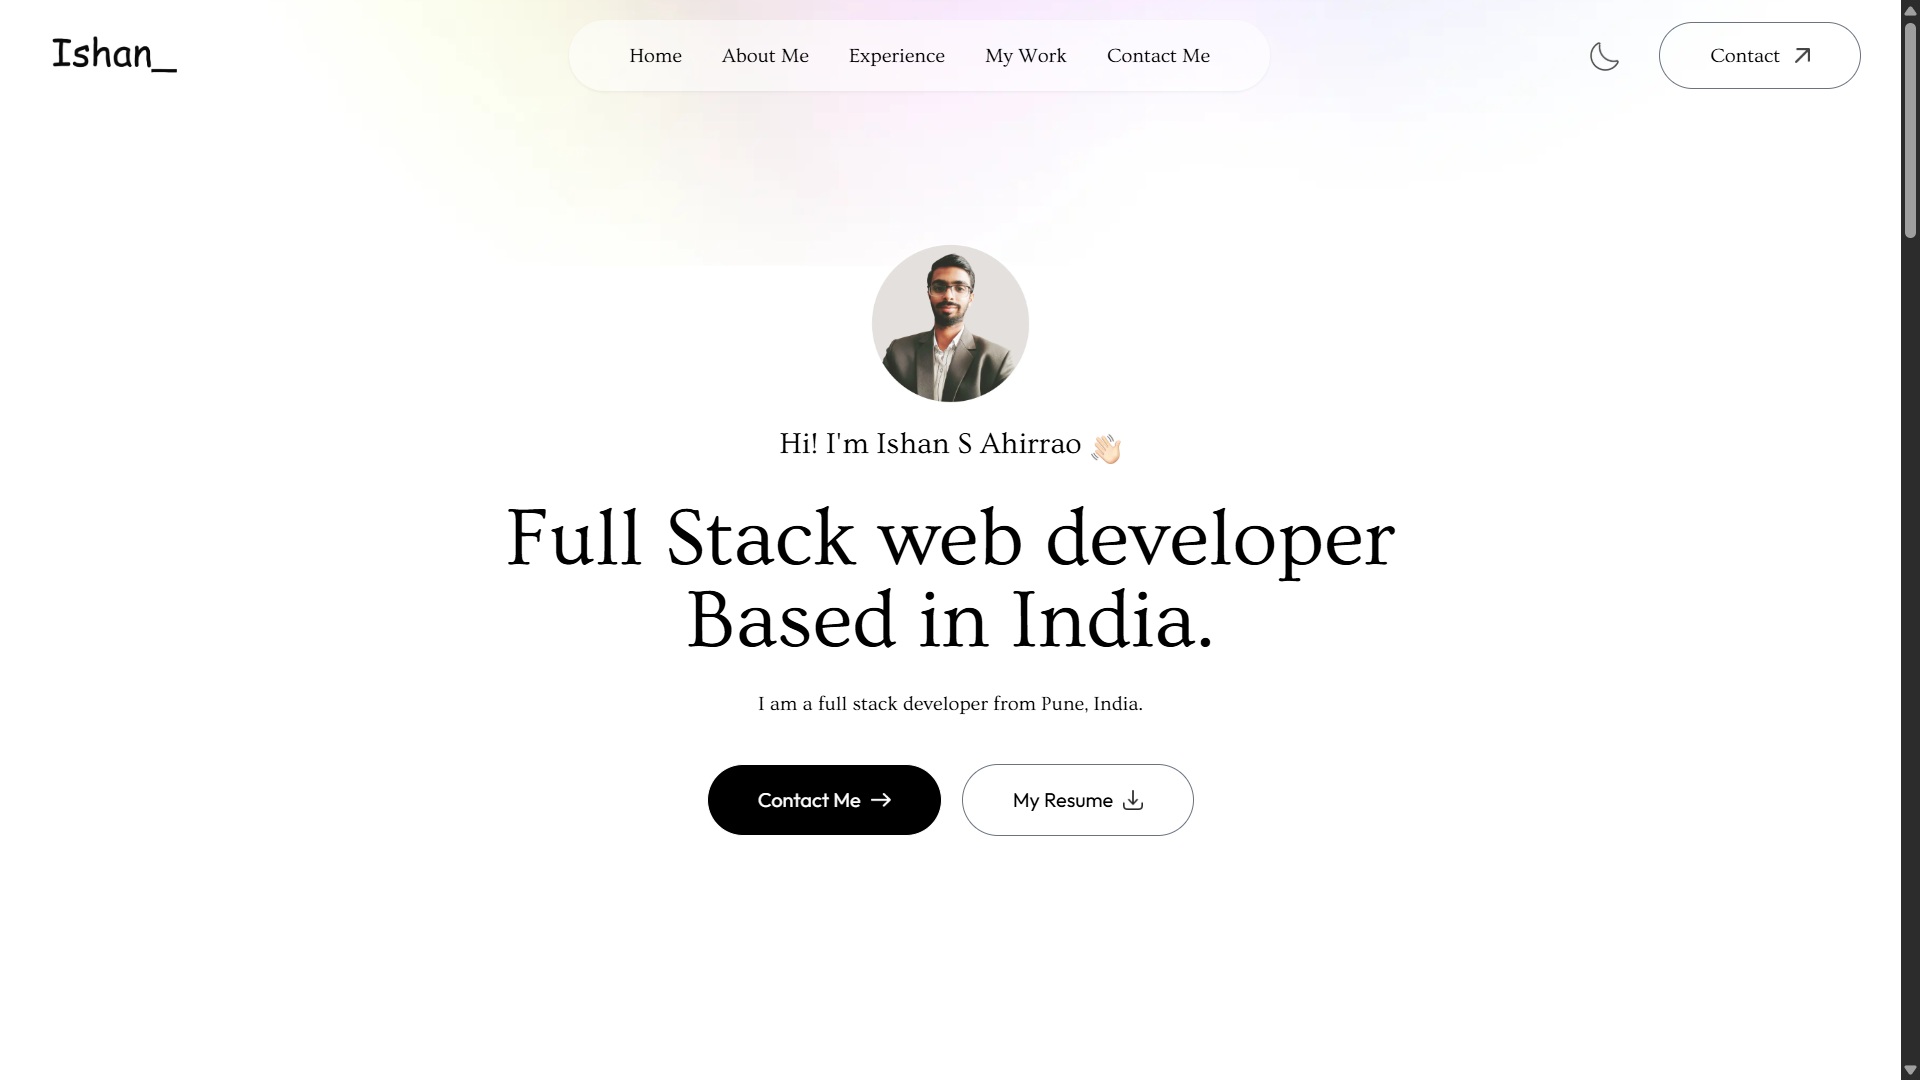 Ishan_
Home About Me Experience My Work Contact Me
Contact
Hi! I'm Ishan S Ahirrao 👋🏻
Full Stack web developer
Based in India.
I am a full stack developer from Pune, India.
Contact Me
My Resume